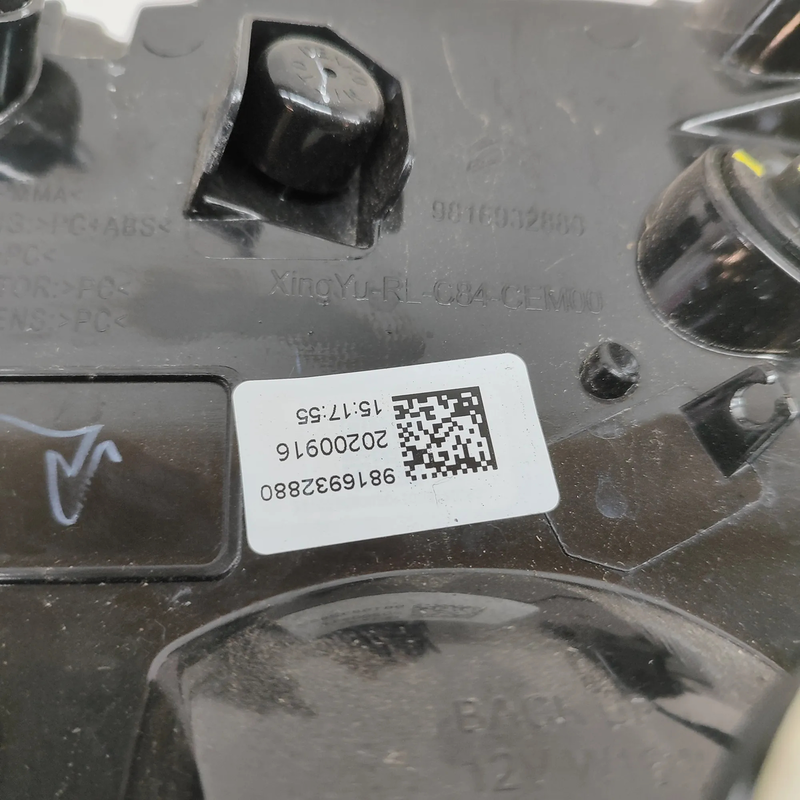 MMA<
S:>PC+ABS<
PC<
TOR:>PC<
ENS:>PC<
XingYu-RL-C84-CEM00
9816932880
20200916
15:17:55
BACK
12V